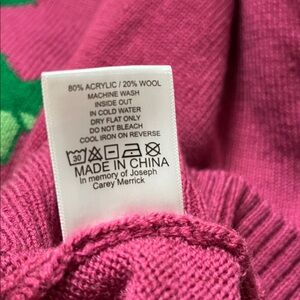 80% ACRYLIC / 20% WOOL
MACHINE WASH
INSIDE OUT
IN COLD WATER
DRY FLAT ONLY
DO NOT BLEACH
COOL IRON ON REVERSE
30
MADE IN CHINA
In memory of Joseph
Carey Merrick